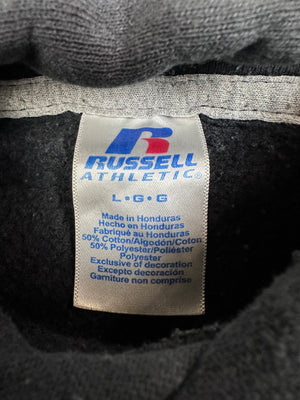 RUSSELL
ATHLETIC®
L•G•G
Made in Honduras
Hecho en Honduras
Fabriqué au Honduras
50% Cotton/Algodón/Coton
50% Polyester/Poliéster
Polyester
Exclusive of decoration
Excepto decoración
Garniture non comprise